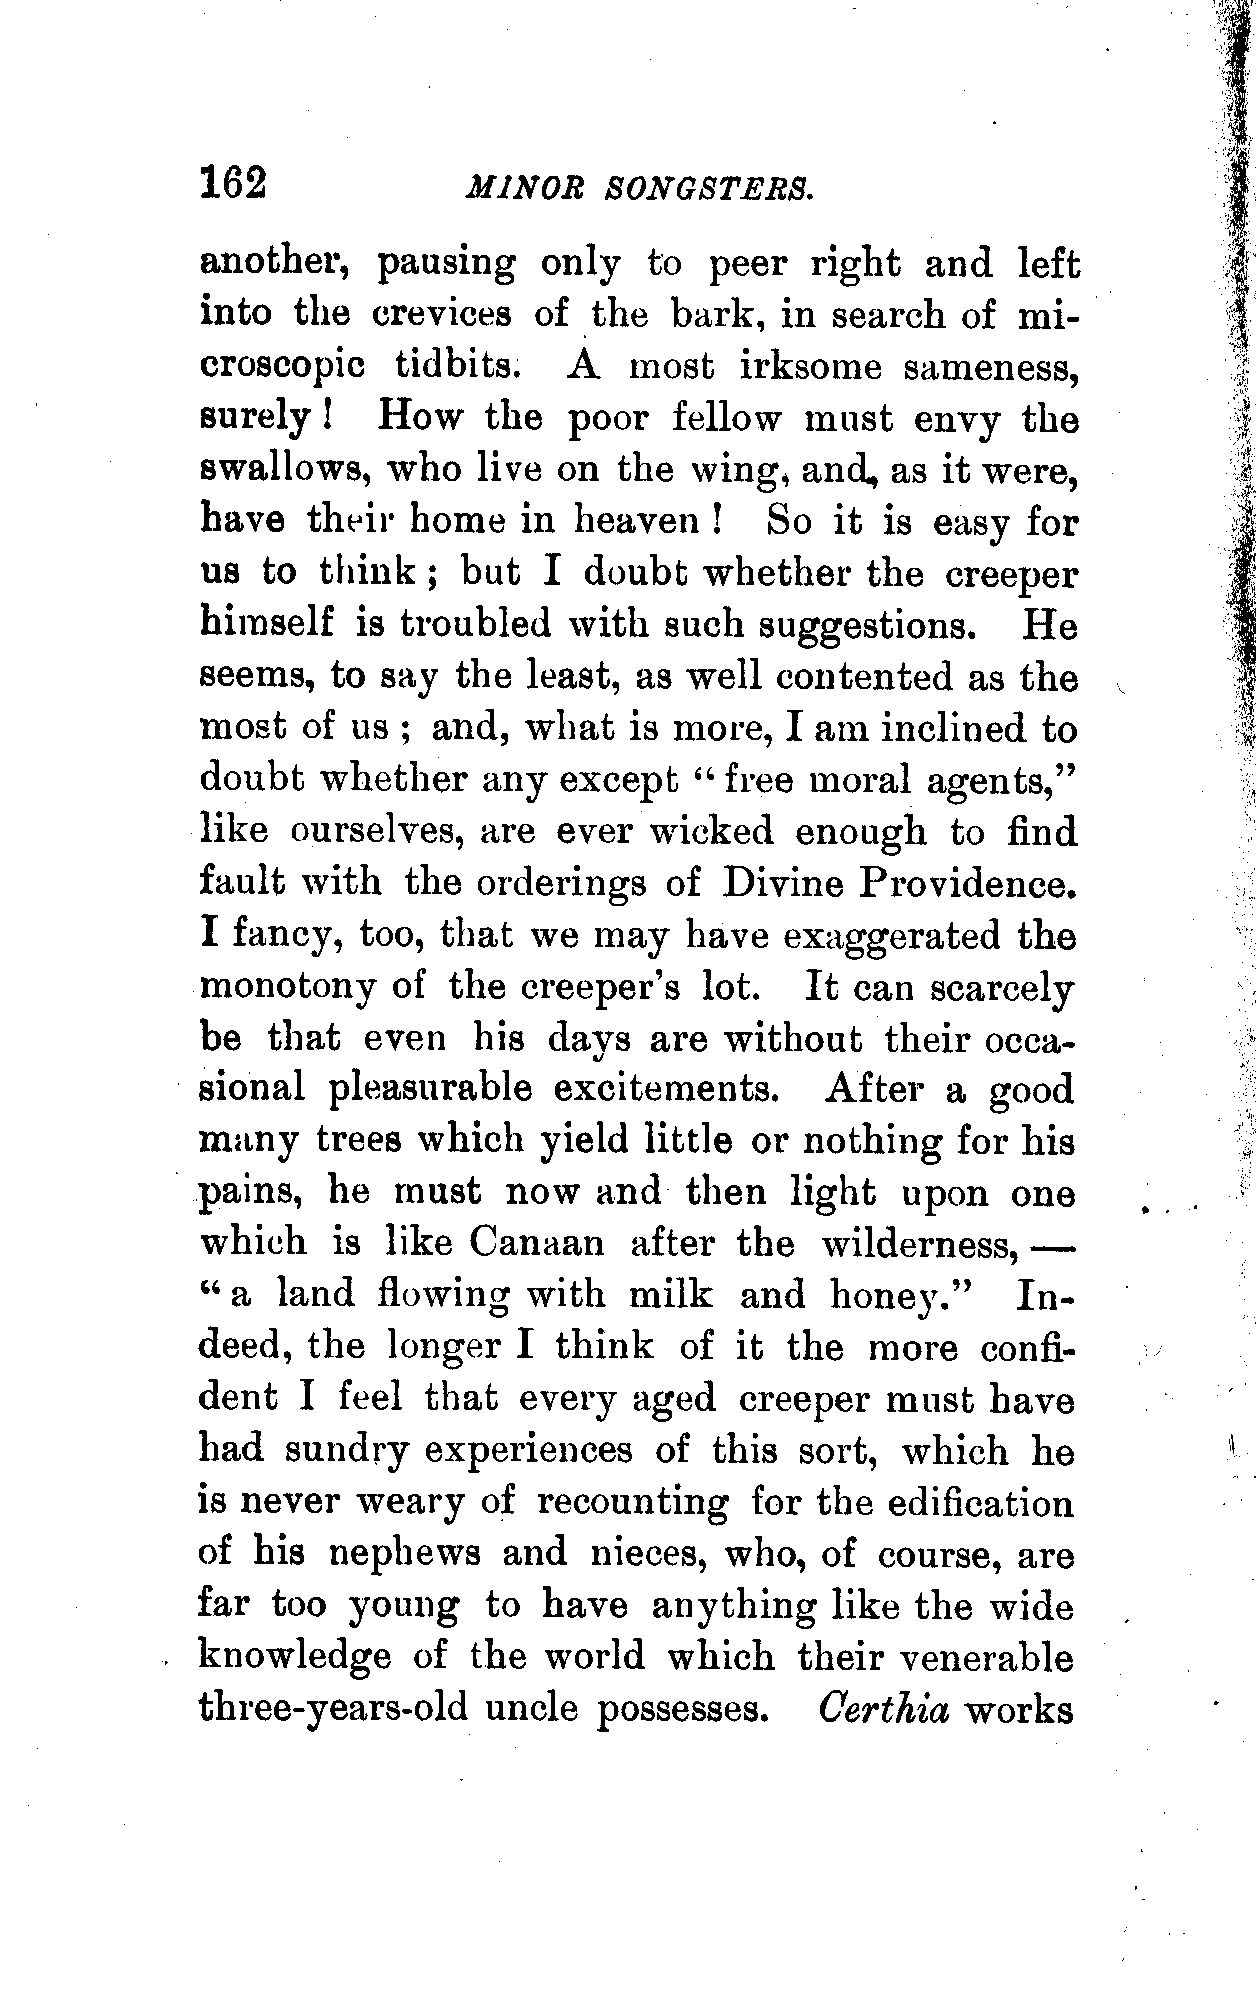 162 MINOR SONGSTERS.
another, pausing only to peer right and left
into the crevices of the bark, in search of mi-
croscopic tidbits. A most irksome sameness,
surely! How the poor fellow must envy the
swallows, who live on the wing, and, as it were,
have their home in heaven! So it is easy for
us to think; but I doubt whether the creeper
himself is troubled with such suggestions. He
seems, to say the least, as well contented as the
most of us; and, what is more, I am inclined to
doubt whether any except "free moral agents,"
like ourselves, are ever wicked enough to find
fault with the orderings of Divine Providence.
I fancy, too, that we may have exaggerated the
monotony of the creeper's lot. It can scarcely
be that even his days are without their occa-
sional pleasurable excitements. After a good
many trees which yield little or nothing for his
pains, he must now and then light upon one
which is like Canaan after the wilderness, —
"a land flowing with milk and honey." In-
deed, the longer I think of it the more confi-
dent I feel that every aged creeper must have
had sundry experiences of this sort, which he
is never weary of recounting for the edification
of his nephews and nieces, who, of course, are
far too young to have anything like the wide
knowledge of the world which their venerable
three-years-old uncle possesses. Certhia works